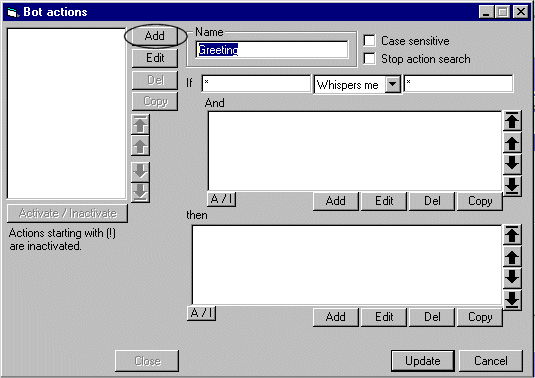 Bot actions
Add
Edit
Del
Copy
Activate / Inactivate
Actions starting with (!)
are inactivated.
Close
Name
Greeting
Case sensitive
Stop action search
If * Whispers me *
And
A / I Add Edit Del Copy
then
A / I Add Edit Del Copy
Update Cancel